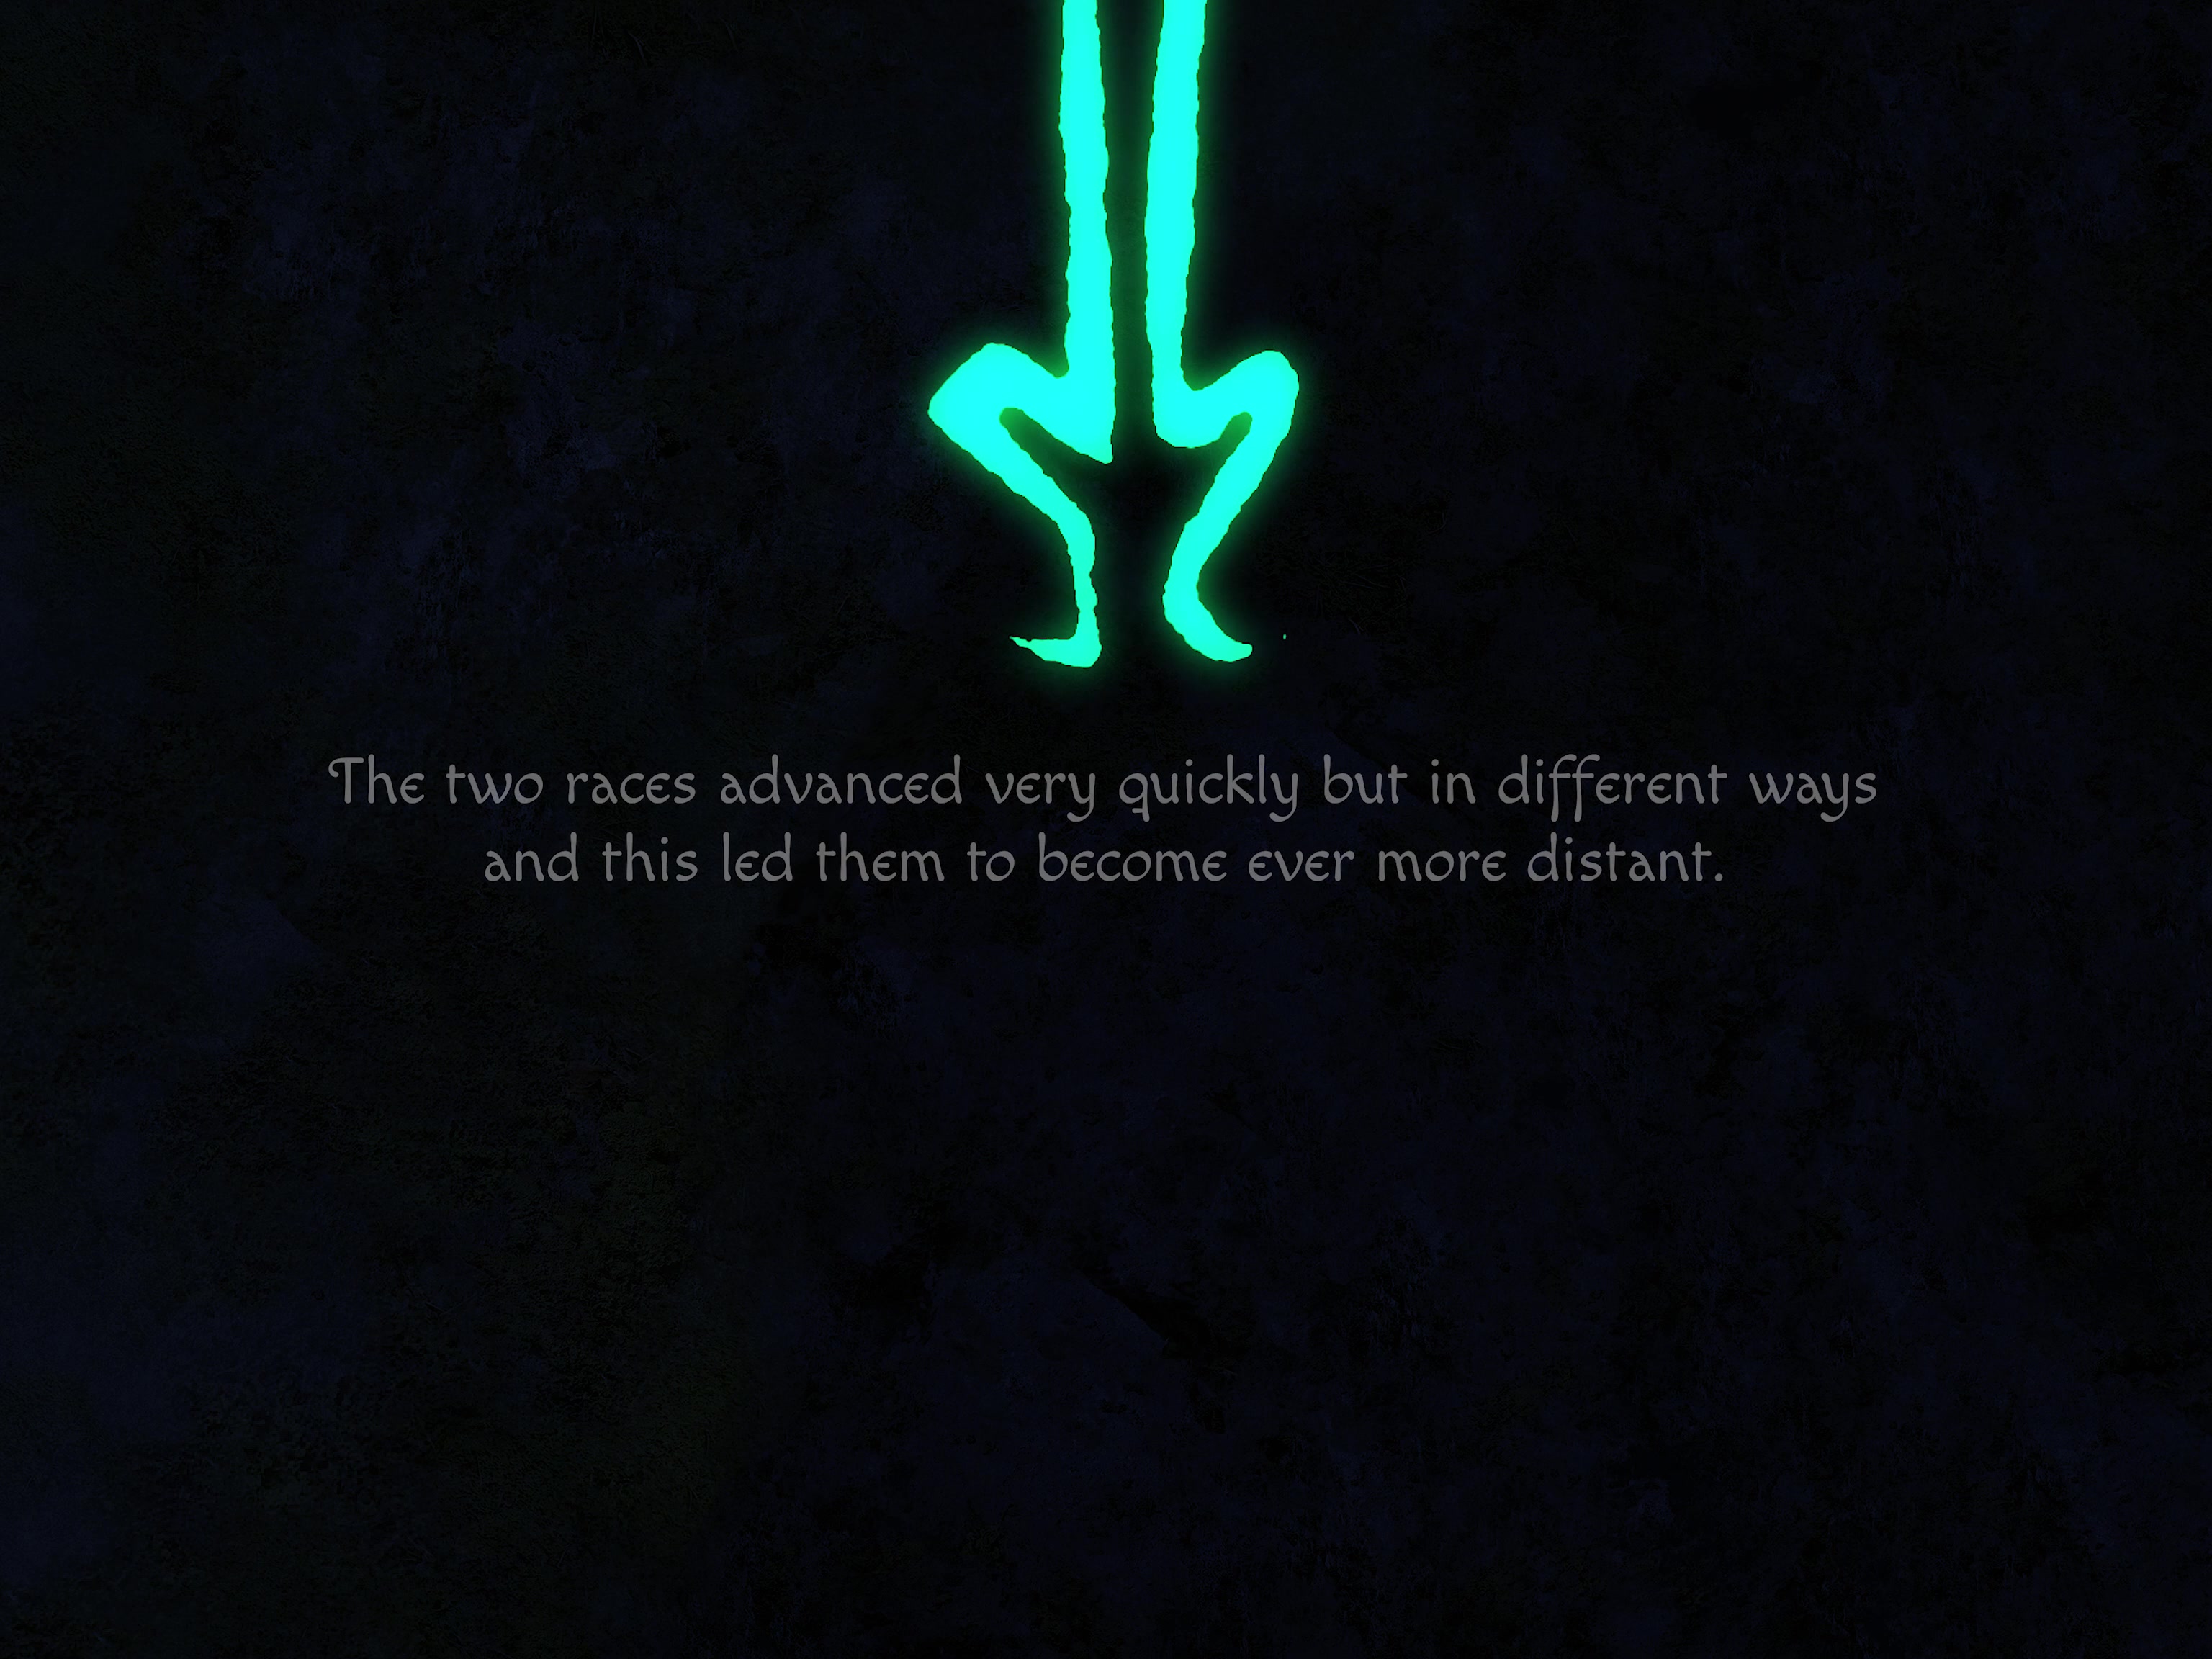 The two races advanced very quickly but in different ways
and this led them to become ever more distant.